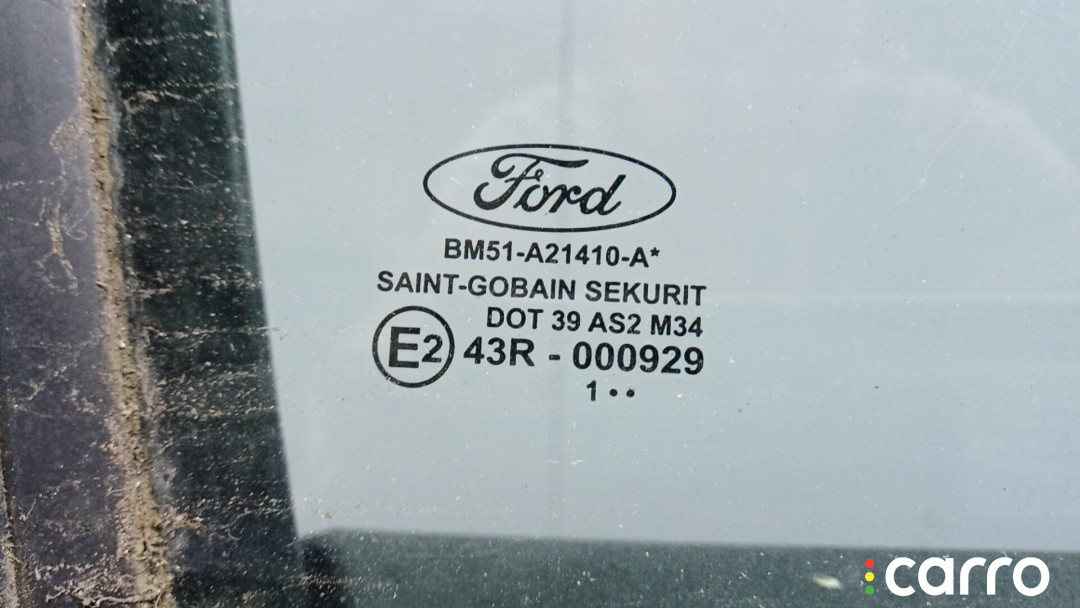 Ford
BM51-A21410-A*
SAINT-GOBAIN SEKURIT
DOT 39 AS2 M34
E2 43R - 000929
1 • •
carro